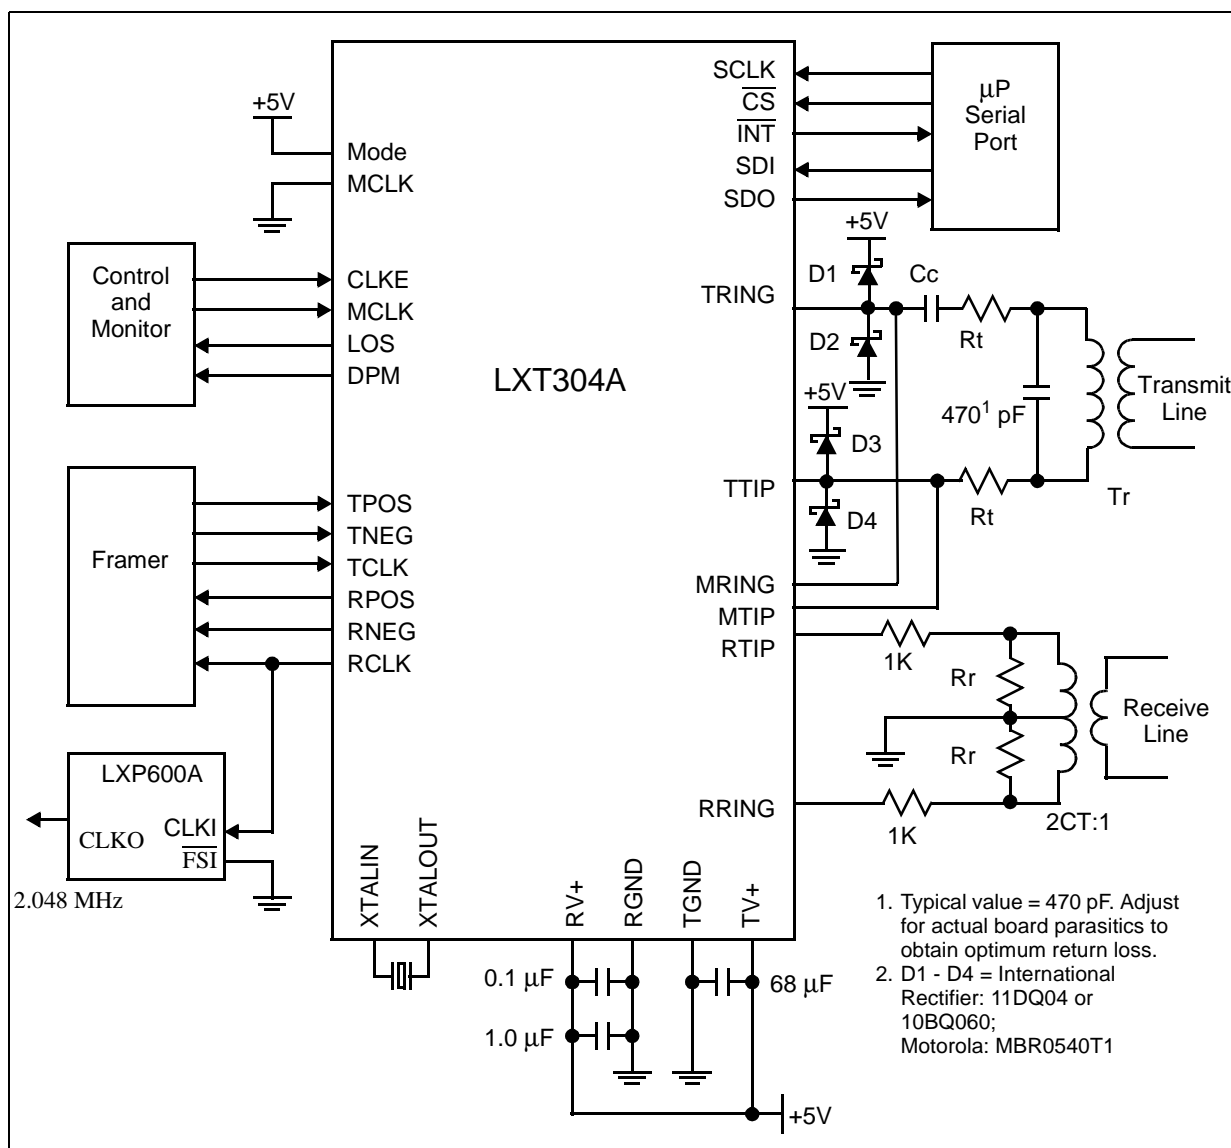 +5V
Mode
MCLK
Control
and
Monitor
CLKE
MCLK
LOS
DPM
Framer
TPOS
TNEG
TCLK
RPOS
RNEG
RCLK
LXP600A
CLKI
CLKO
FSI
2.048 MHz
LXT304A
XTALIN
XTALOUT
RV+
RGND
TGND
TV+
0.1 µF
1.0 µF
68 µF
+5V
SCLK
CS
INT
SDI
SDO
µP
Serial
Port
+5V
D1
Cc
TRING
D2
Rt
+5V
470¹ pF
Transmit
Line
D3
TTIP
D4
Rt
Tr
MRING
MTIP
RTIP
1K
Rr
Receive
Line
Rr
RRING
1K
2CT:1
1. Typical value = 470 pF. Adjust
for actual board parasitics to
obtain optimum return loss.
2. D1 - D4 = International
Rectifier: 11DQ04 or
10BQ060;
Motorola: MBR0540T1